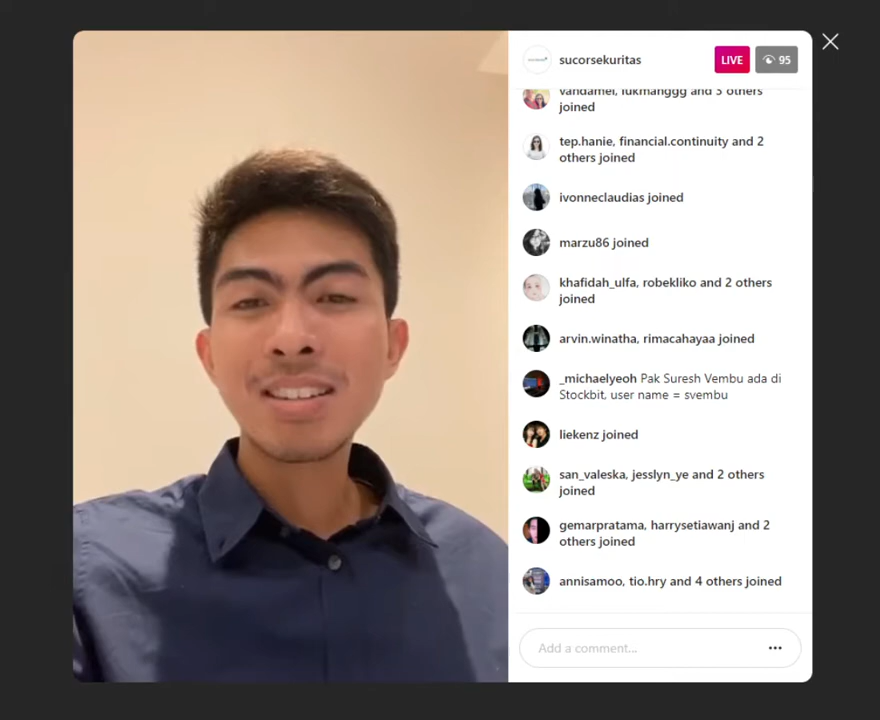 sucorsekuritas
LIVE
95
vandamei, lukmanggg and 3 others
joined
tep.hanie, financial.continuity and 2
others joined
ivonneclaudias joined
marzu86 joined
khafidah_ulfa, robekliko and 2 others
joined
arvin.winatha, rimacahayaa joined
_michaelyeoh Pak Suresh Vembu ada di
Stockbit, user name = svembu
liekenz joined
san_valeska, jesslyn_ye and 2 others
joined
gemarpratama, harrysetiawanj and 2
others joined
annisamoo, tio.hry and 4 others joined
Add a comment...